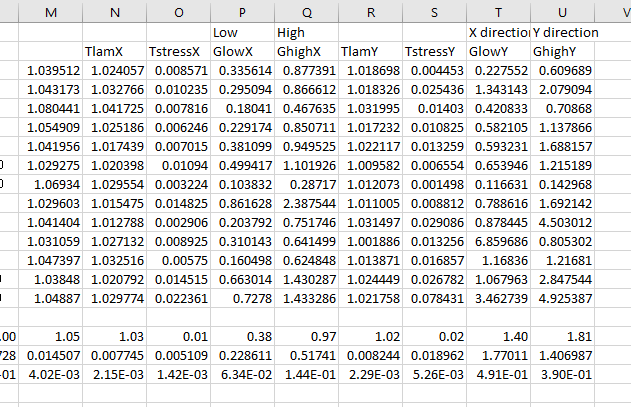 M N O P Q R S T U V
Low High X directior Y direction
TlamX TstressX GlowX GhighX TlamY TstressY GlowY GhighY
1.039512 1.024057 0.008571 0.335614 0.877391 1.018698 0.004453 0.227552 0.609689
1.043173 1.032766 0.010235 0.295094 0.866612 1.018326 0.025436 1.343143 2.079094
1.080441 1.041725 0.007816 0.18041 0.467635 1.031995 0.01403 0.420833 0.70868
1.054909 1.025186 0.006246 0.229174 0.850711 1.017232 0.010825 0.582105 1.137866
1.041956 1.017439 0.007015 0.381099 0.949525 1.022117 0.013259 0.593231 1.688157
0 1.029275 1.020398 0.01094 0.499417 1.101926 1.009582 0.006554 0.653946 1.215189
0 1.06934 1.029554 0.003224 0.103832 0.28717 1.012073 0.001498 0.116631 0.142968
1.029603 1.015475 0.014825 0.861628 2.387544 1.011005 0.008812 0.788616 1.692142
1.041404 1.012788 0.002906 0.203792 0.751746 1.031497 0.029086 0.878445 4.503012
1.031059 1.027132 0.008925 0.310143 0.641499 1.001886 0.013256 6.859686 0.805302
1.047397 1.032516 0.00575 0.160498 0.624848 1.013871 0.016857 1.16836 1.21681
1.03848 1.020792 0.014515 0.663014 1.430287 1.024449 0.026782 1.067963 2.847544
1.04887 1.029774 0.022361 0.7278 1.433286 1.021758 0.078431 3.462739 4.925387
.00 1.05 1.03 0.01 0.38 0.97 1.02 0.02 1.40 1.81
728 0.014507 0.007745 0.005109 0.228611 0.51741 0.008244 0.018962 1.77011 1.406987
-01 4.02E-03 2.15E-03 1.42E-03 6.34E-02 1.44E-01 2.29E-03 5.26E-03 4.91E-01 3.90E-01